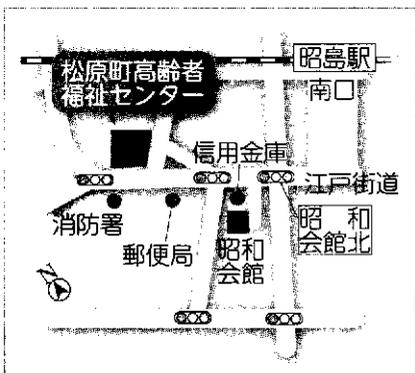 昭島駅
南口
松原町高齢者
福祉センター
信用金庫
江戸街道
消防署
郵便局
昭和
会館
昭和
会館北
N